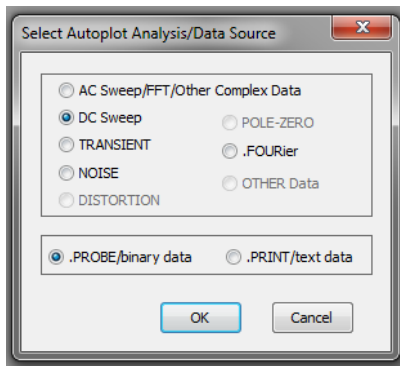 Select Autoplot Analysis/Data Source
AC Sweep/FFT/Other Complex Data
DC Sweep
POLE-ZERO
TRANSIENT
.FOURier
NOISE
OTHER Data
DISTORTION
.PROBE/binary data
.PRINT/text data
OK
Cancel